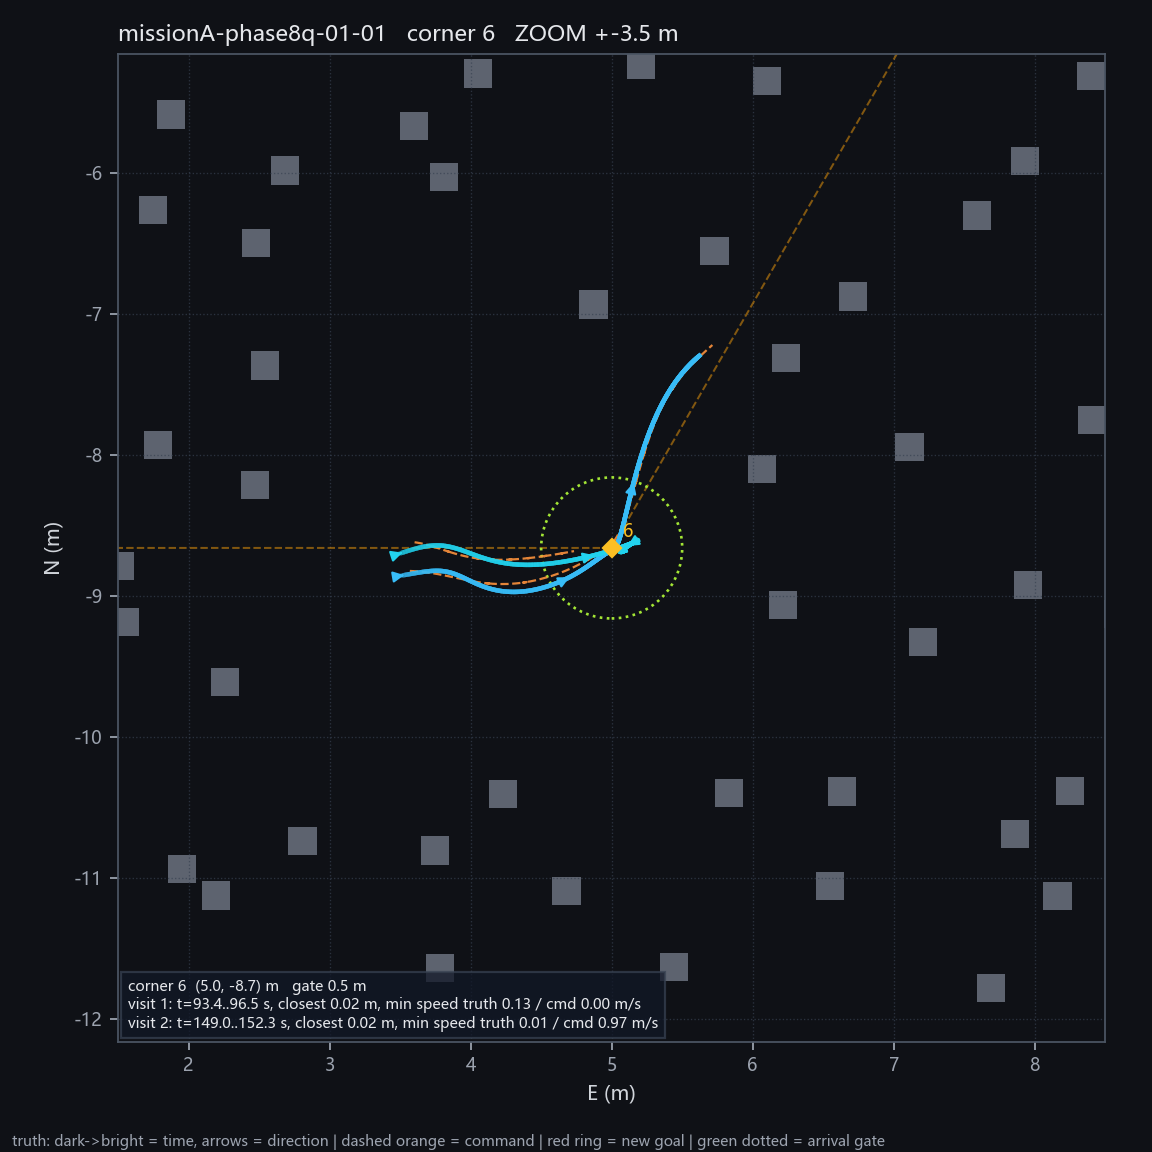 missionA-phase8q-01-01 corner 6 ZOOM +-3.5 m
-6
-7
-8
-9
-10
-11
-12
N (m)
6
corner 6 (5.0, -8.7) m gate 0.5 m
visit 1: t=93.4..96.5 s, closest 0.02 m, min speed truth 0.13 / cmd 0.00 m/s
visit 2: t=149.0..152.3 s, closest 0.02 m, min speed truth 0.01 / cmd 0.97 m/s
2 3 4 5 6 7 8
E (m)
truth: dark->bright = time, arrows = direction | dashed orange = command | red ring = new goal | green dotted = arrival gate